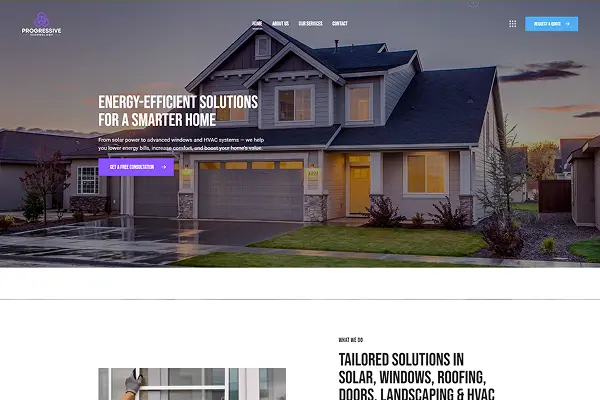 PROGRESSIVE
TECHNOLOGY
HOME
ABOUT US
OUR SERVICES
CONTACT
REQUEST A QUOTE
ENERGY-EFFICIENT SOLUTIONS
FOR A SMARTER HOME
From solar power to advanced windows and HVAC systems — we help
you lower energy bills, increase comfort, and boost your home's value.
GET A FREE CONSULTATION
WHAT WE DO
TAILORED SOLUTIONS IN
SOLAR, WINDOWS, ROOFING,
DOORS, LANDSCAPING & HVAC